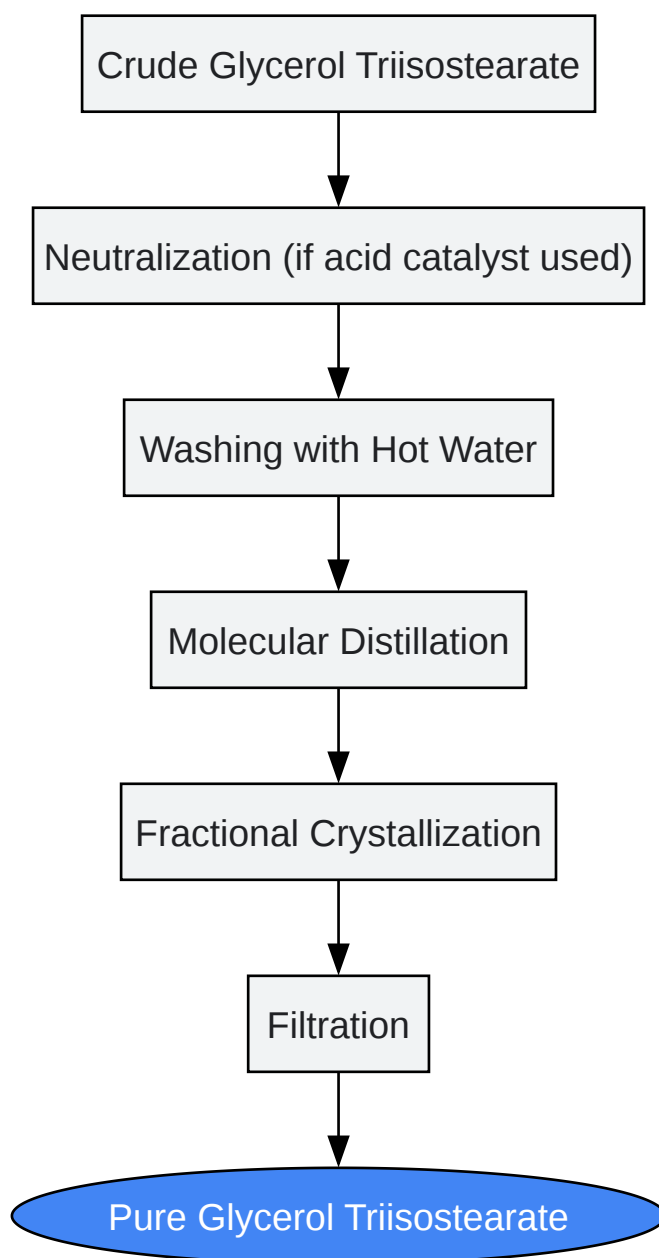 Crude Glycerol Triisostearate
Neutralization (if acid catalyst used)
Washing with Hot Water
Molecular Distillation
Fractional Crystallization
Filtration
Pure Glycerol Triisostearate